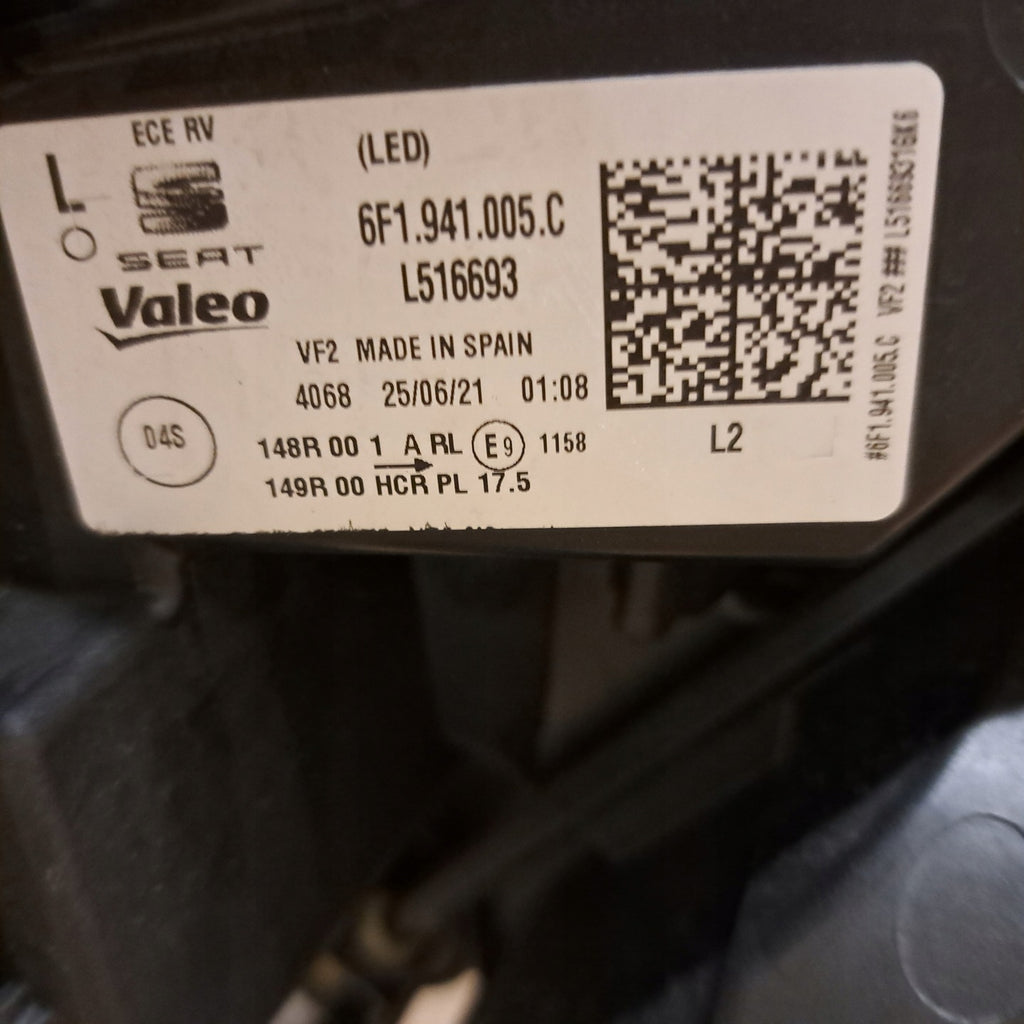 ECE RV
L
SEAT
Valeo
(LED)
6F1.941.005.C
L516693
VF2 MADE IN SPAIN
4068 25/06/21 01:08
04S
148R 00 1 A RL E9 1158
149R 00 HCR PL 17.5
L2
#6F1.941.005.C VF2 ### L516693176K6